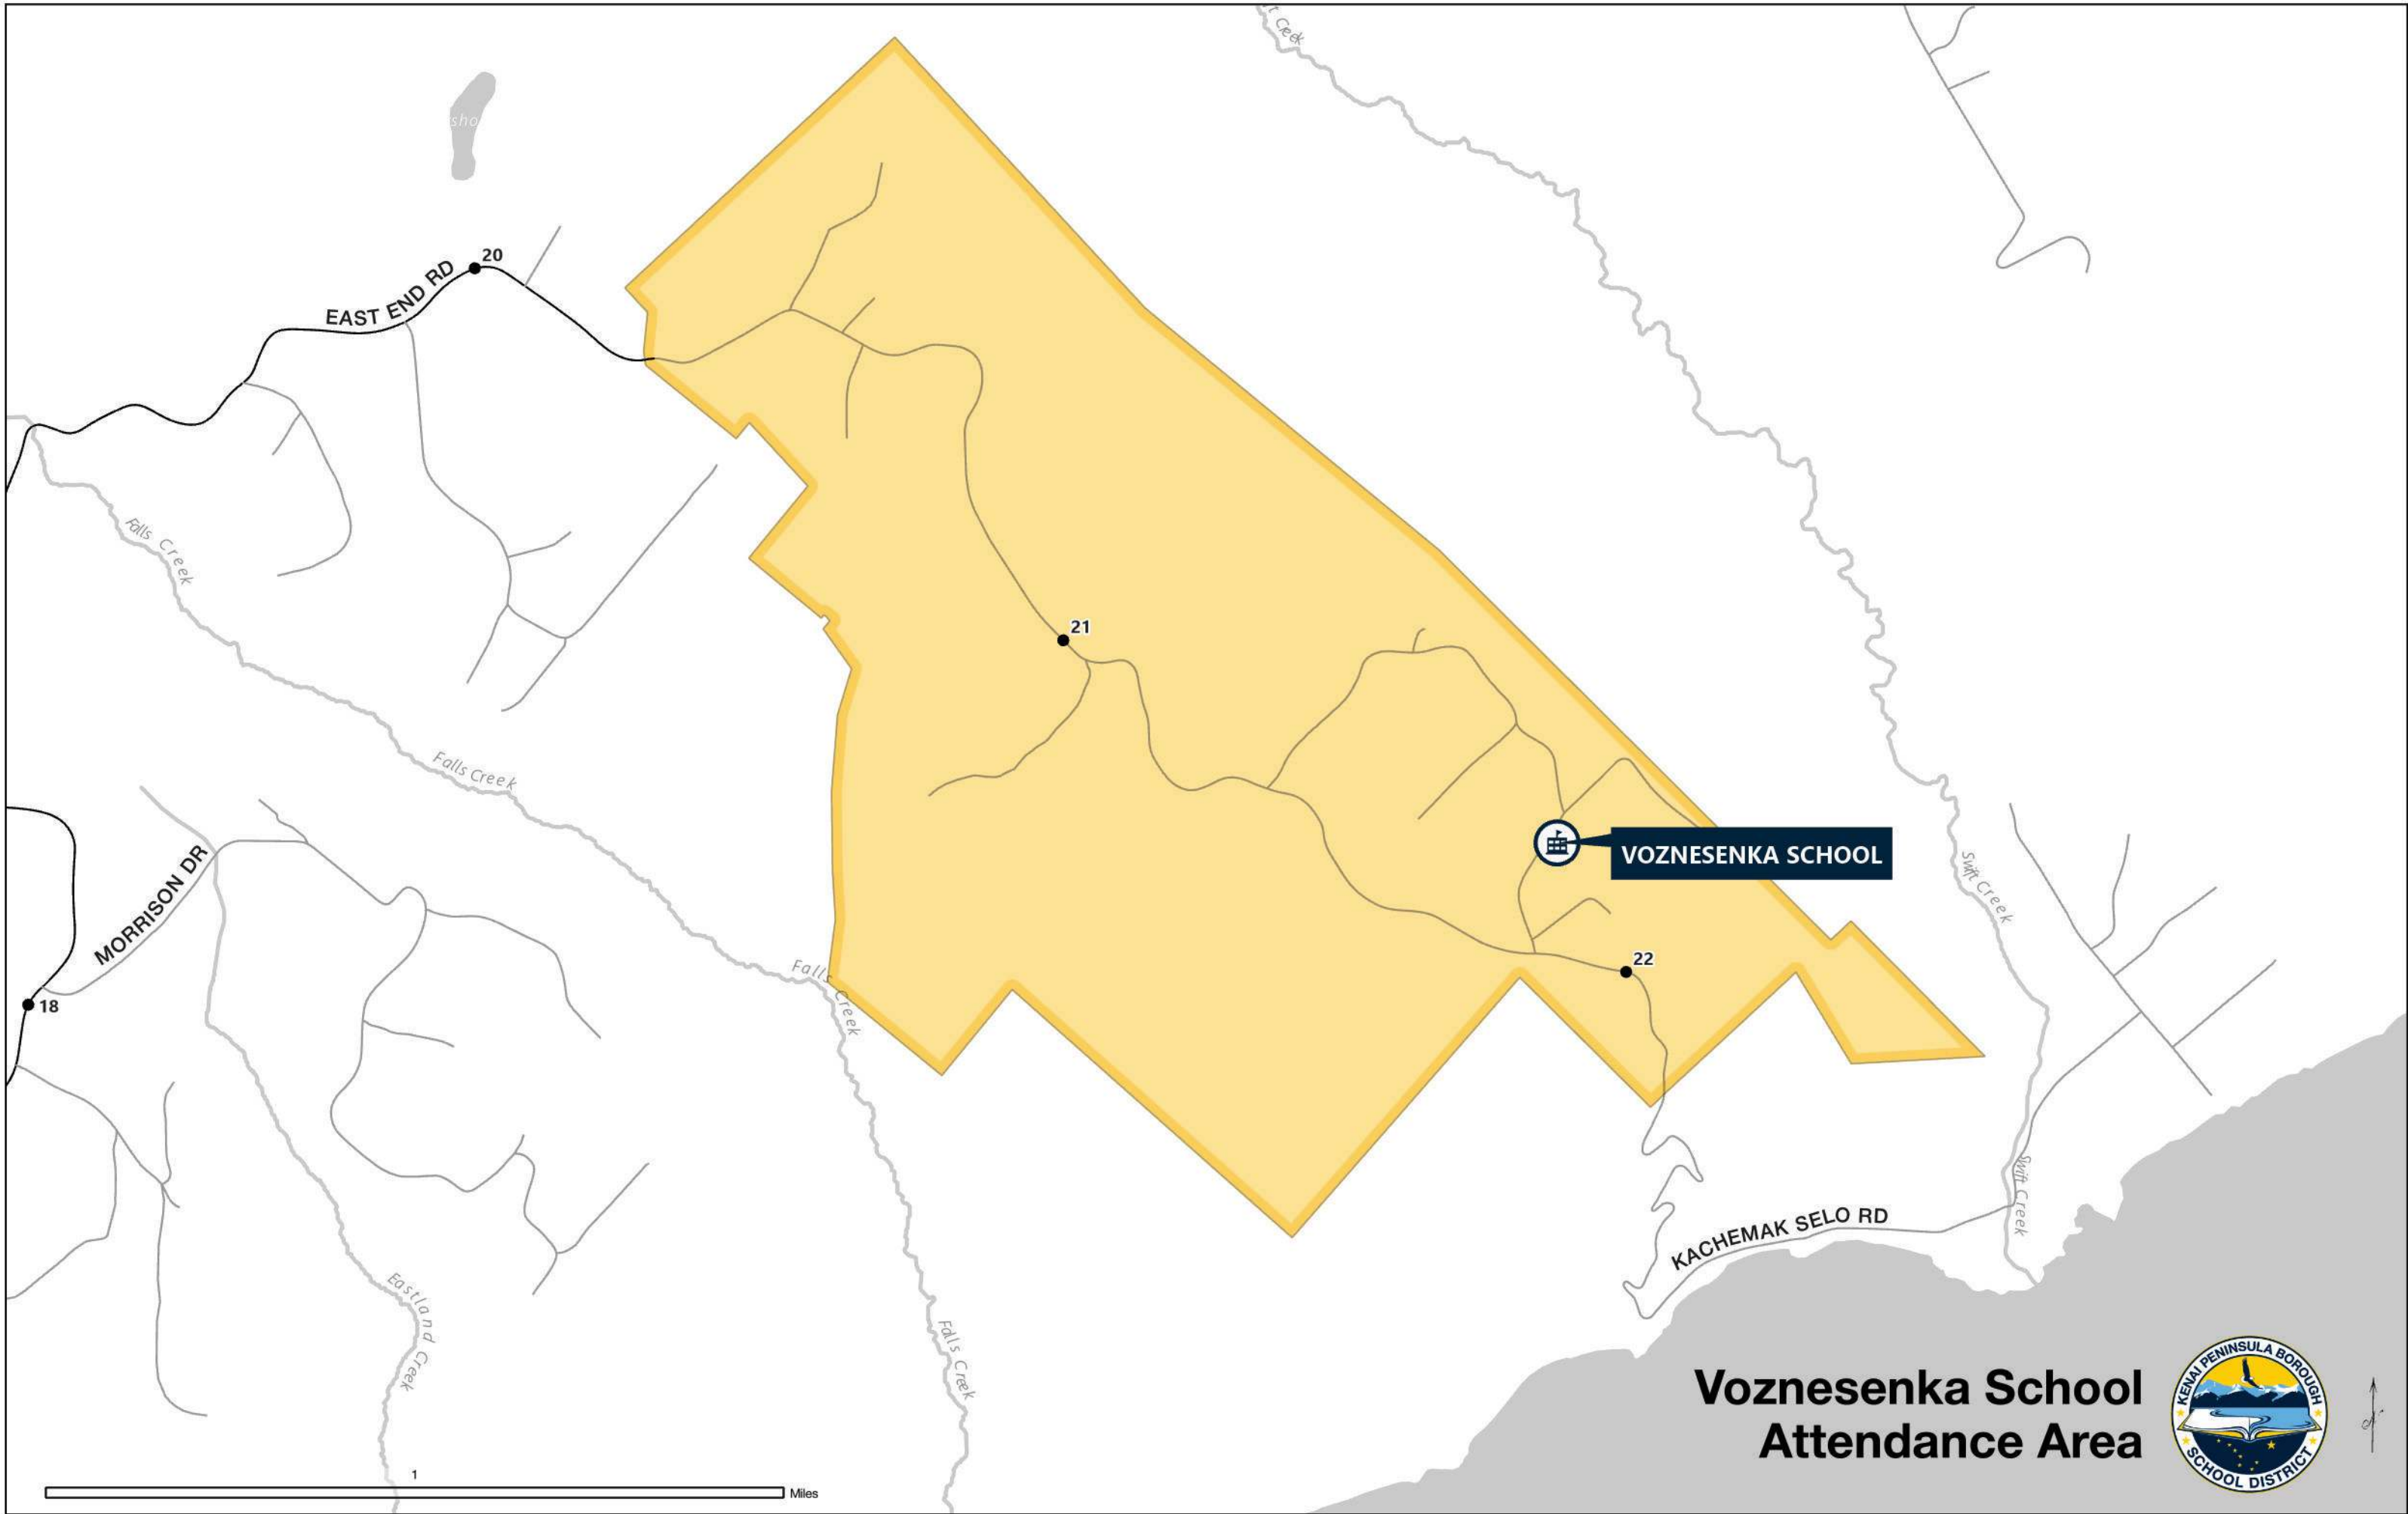 t Creek
sho
20
EAST END RD
Falls Creek
21
Falls Creek
VOZNESENKA SCHOOL
MORRISON DR
Swift Creek
22
Falls Creek
18
Swift Creek
KACHEMAK SELO RD
Eastland Creek
Falls Creek
Voznesenka School
Attendance Area
KENAI PENINSULA BOROUGH
SCHOOL DISTRICT
1
Miles